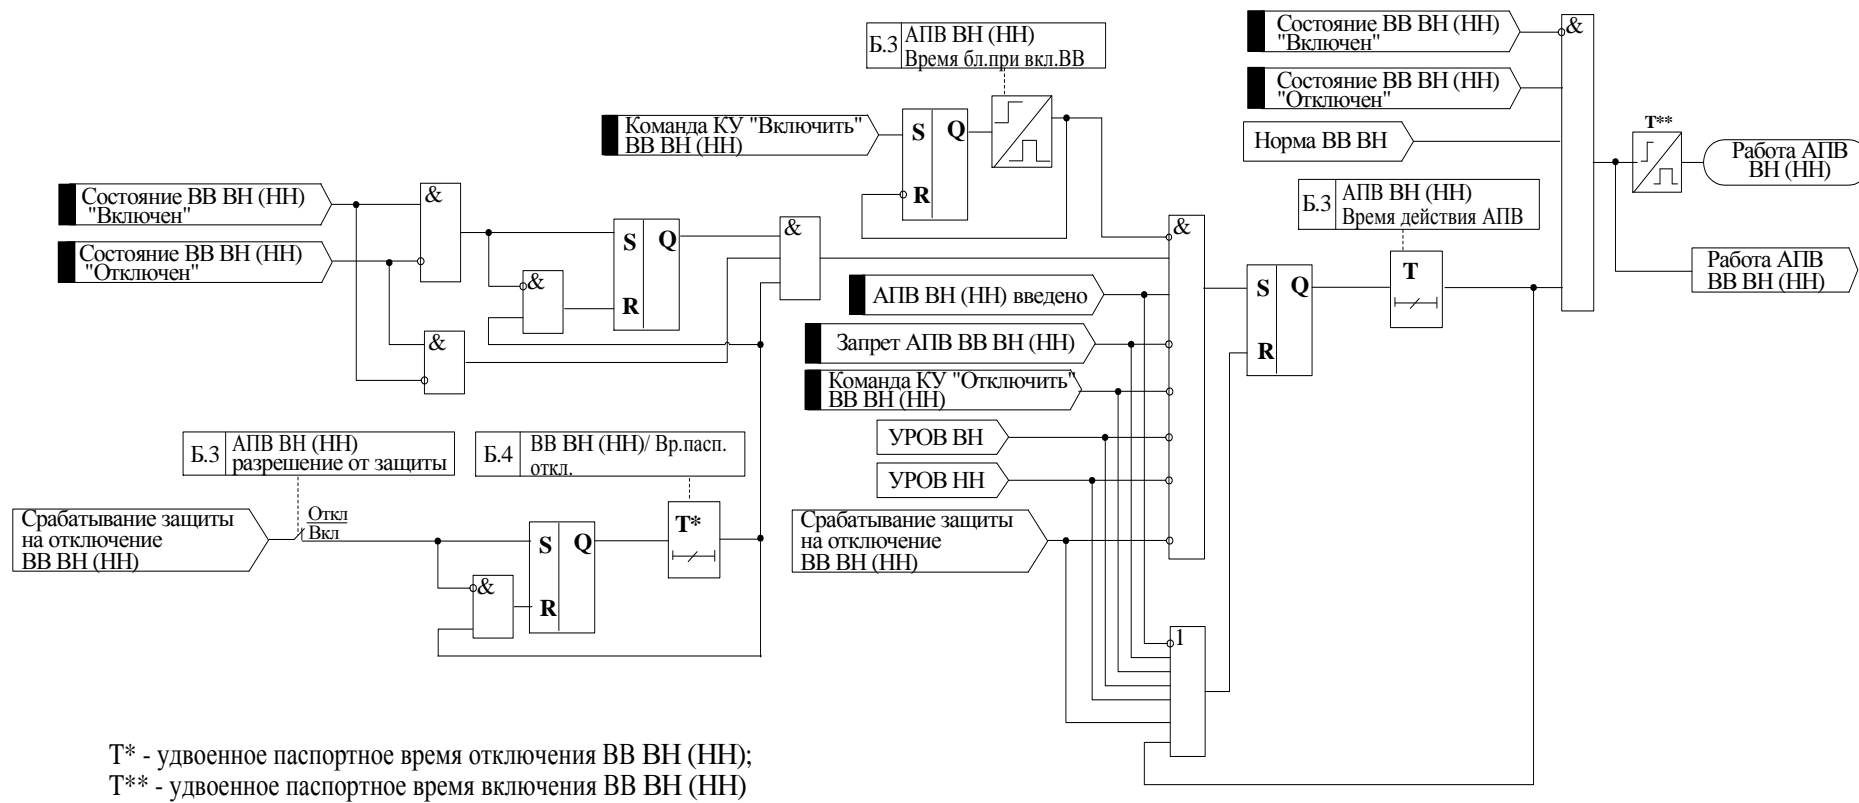 Состояние ВВ ВН (НН)
"Включен"
Состояние ВВ ВН (НН)
"Отключен"
&
&
&
S
Q
R
&
Б.3
АПВ ВН (НН)
разрешение от защиты
Срабатывание защиты
на отключение
ВВ ВН (НН)
Откл
Вкл
&
S
Q
R
Б.4
ВВ ВН (НН)/ Вр.пасп.
откл.
T*
Б.3
АПВ ВН (НН)
Время бл.при вкл.ВВ
Команда КУ "Включить"
ВВ ВН (НН)
S
Q
R
АПВ ВН (НН) введено
Запрет АПВ ВВ ВН (НН)
Команда КУ "Отключить"
ВВ ВН (НН)
УРОВ ВН
УРОВ НН
Срабатывание защиты
на отключение
ВВ ВН (НН)
&
1
S
Q
R
Б.3
АПВ ВН (НН)
Время действия АПВ
T
Состояние ВВ ВН (НН)
"Включен"
Состояние ВВ ВН (НН)
"Отключен"
Норма ВВ ВН
&
T**
Работа АПВ
ВН (НН)
Работа АПВ
ВВ ВН (НН)
T* - удвоенное паспортное время отключения ВВ ВН (НН);
T** - удвоенное паспортное время включения ВВ ВН (НН)